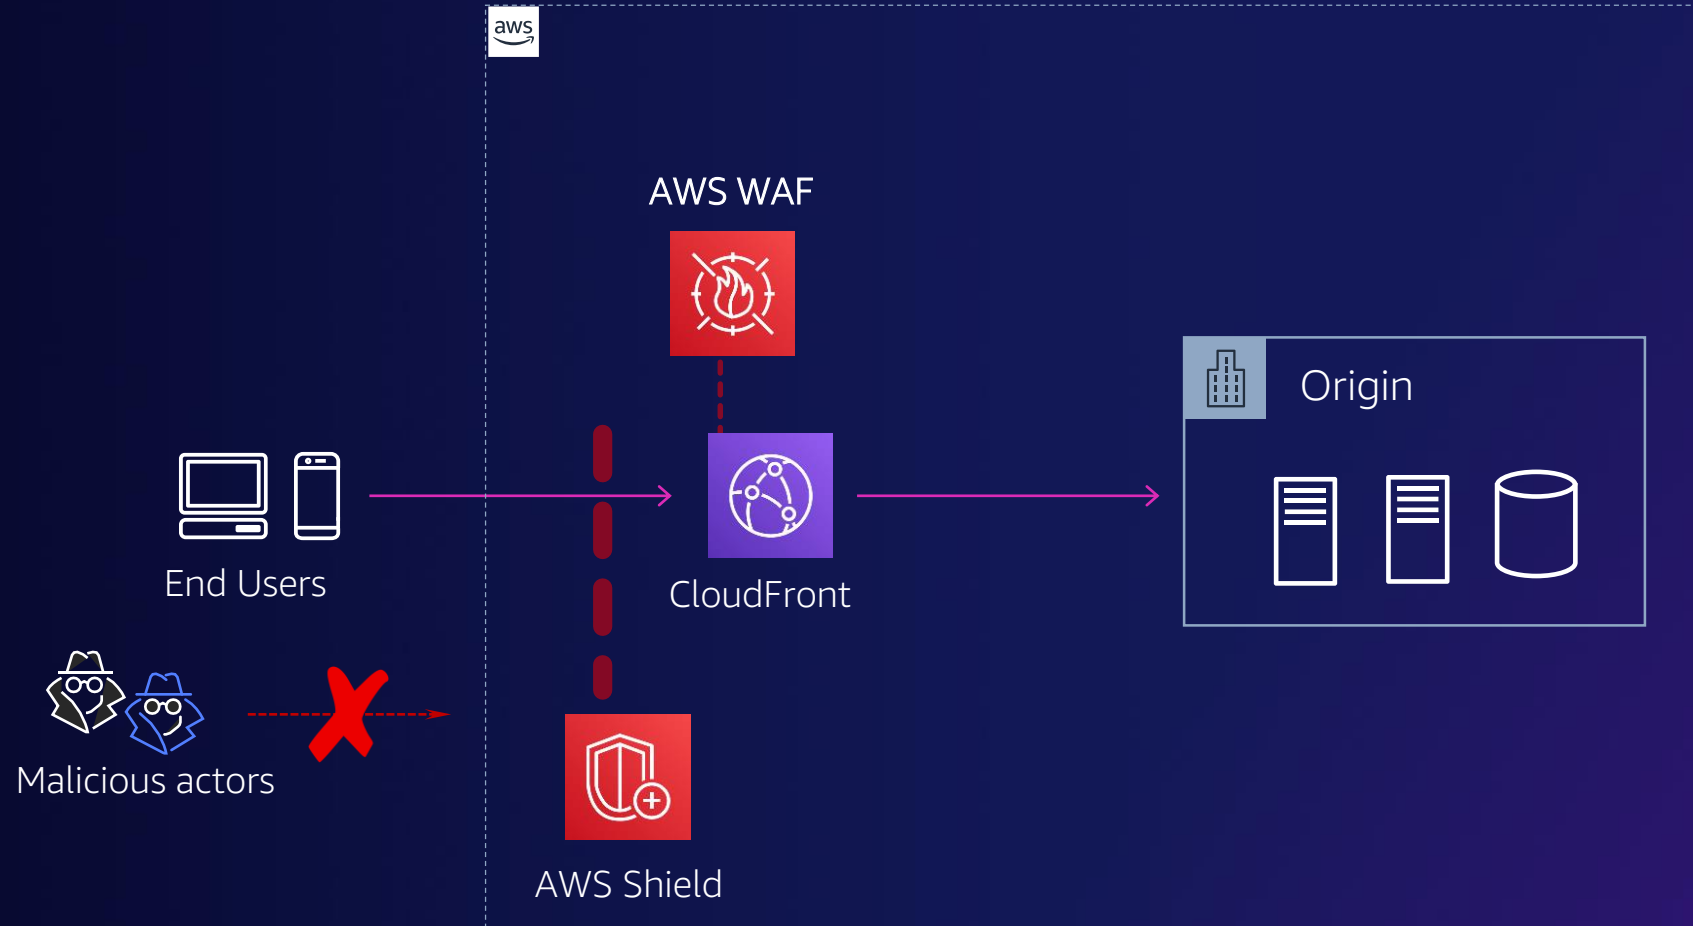 aws
AWS WAF
Origin
End Users
CloudFront
Malicious actors
AWS Shield